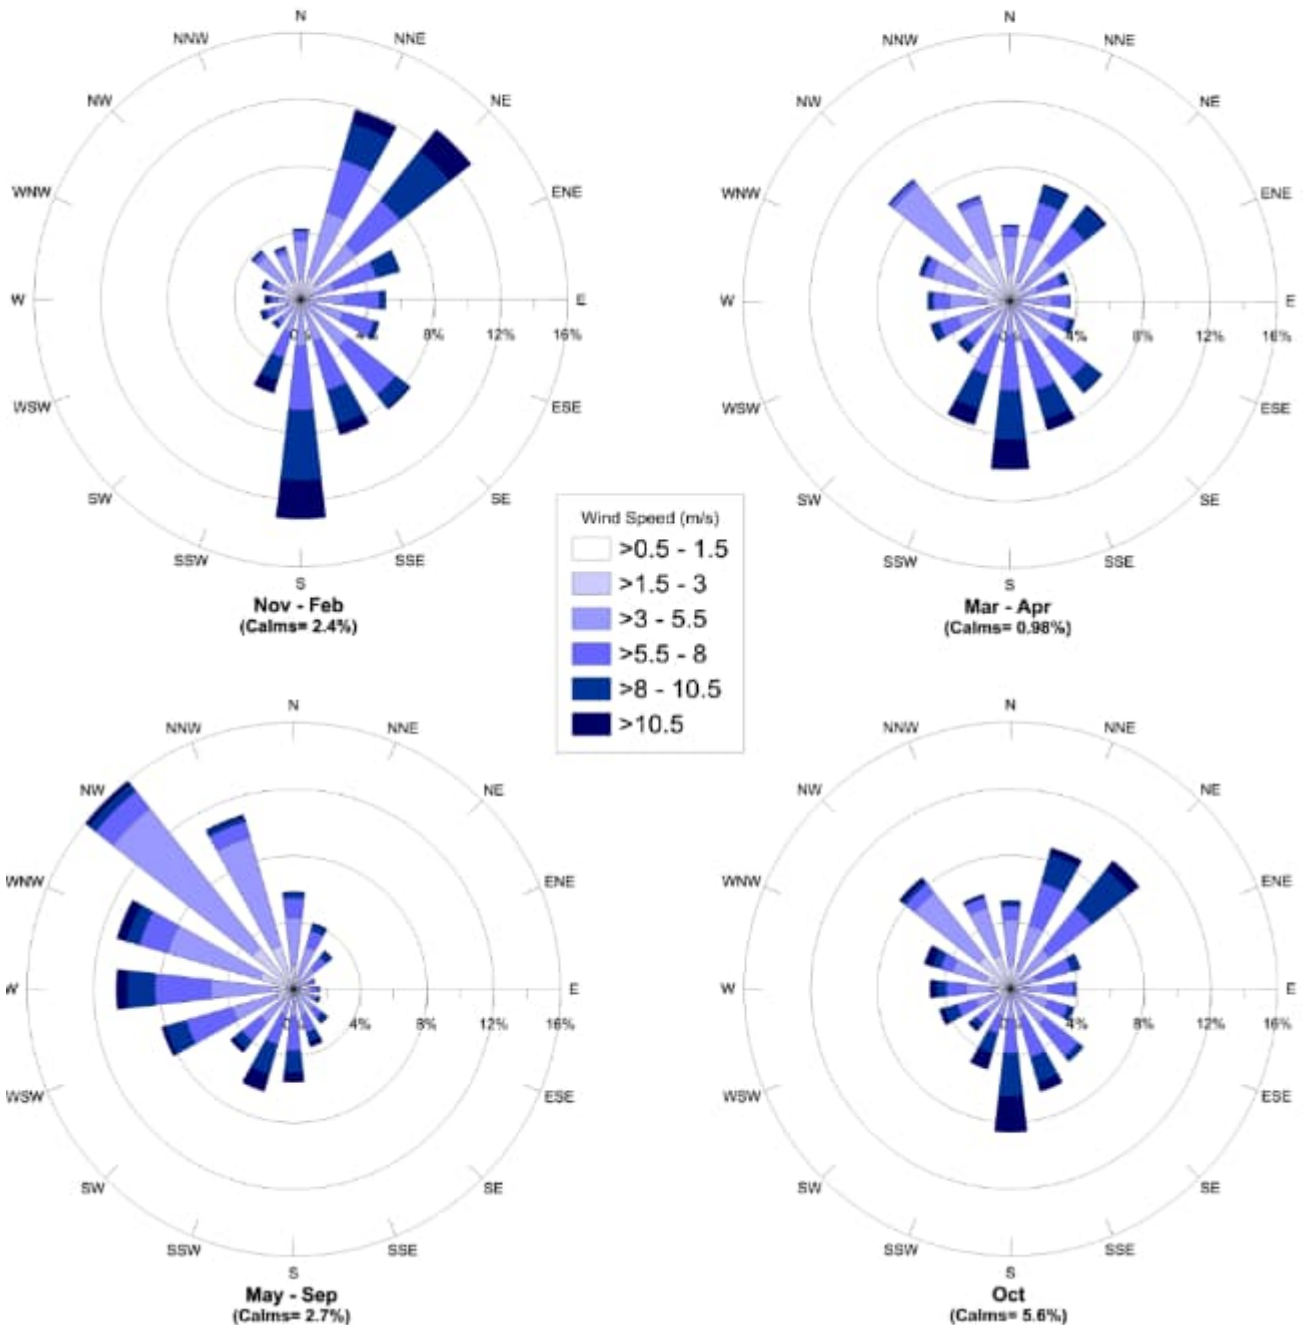 N
NNW
NNE
NW
NE
WNW
ENE
W
E
4%
8%
12%
16%
WSW
ESE
SW
SE
SSW
SSE
S
Nov - Feb
(Calms= 2.4%)
N
NNW
NNE
NW
NE
WNW
ENE
W
E
0%
4%
8%
12%
16%
WSW
ESE
SW
SE
SSW
SSE
S
Mar - Apr
(Calms= 0.98%)
Wind Speed (m/s)
>0.5 - 1.5
>1.5 - 3
>3 - 5.5
>5.5 - 8
>8 - 10.5
>10.5
N
NNW
NNE
NW
NE
WNW
ENE
W
E
0%
4%
8%
12%
16%
WSW
ESE
SW
SE
SSW
SSE
S
May - Sep
(Calms= 2.7%)
N
NNW
NNE
NW
NE
WNW
ENE
W
E
0%
4%
8%
12%
16%
WSW
ESE
SW
SE
SSW
SSE
S
Oct
(Calms= 5.6%)